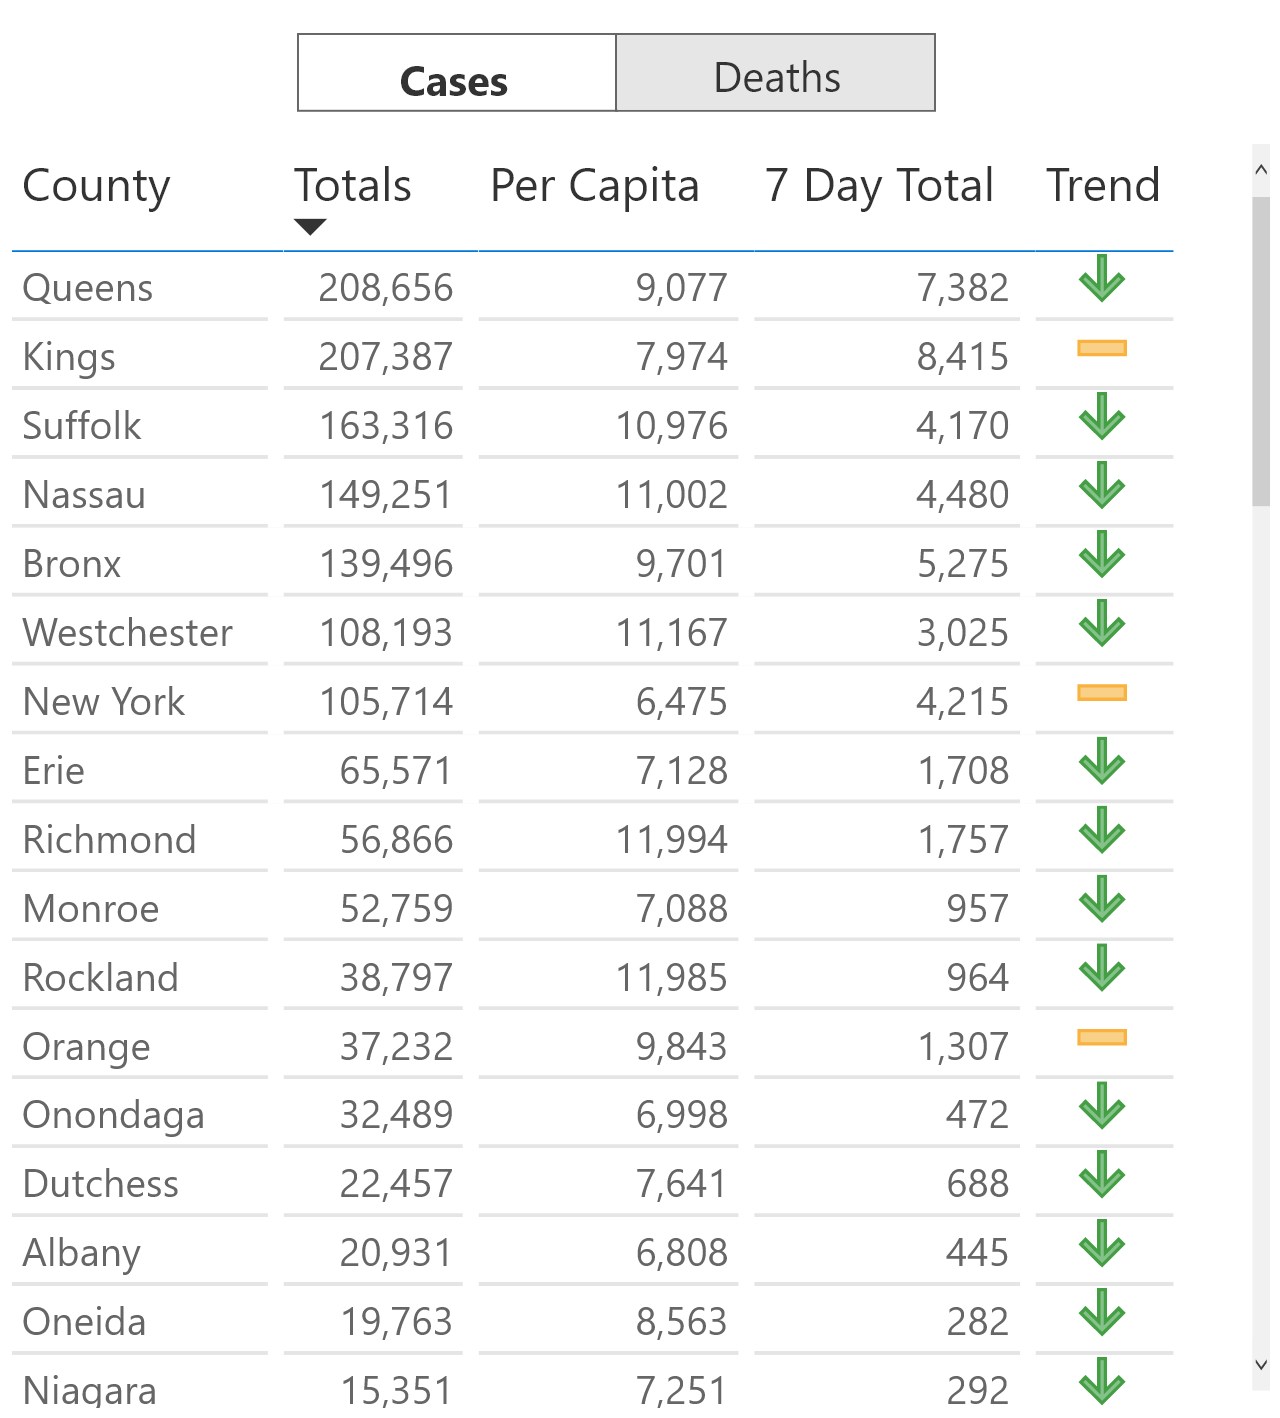 Cases Deaths
County Totals Per Capita 7 Day Total Trend
Queens 208,656 9,077 7,382
Kings 207,387 7,974 8,415
Suffolk 163,316 10,976 4,170
Nassau 149,251 11,002 4,480
Bronx 139,496 9,701 5,275
Westchester 108,193 11,167 3,025
New York 105,714 6,475 4,215
Erie 65,571 7,128 1,708
Richmond 56,866 11,994 1,757
Monroe 52,759 7,088 957
Rockland 38,797 11,985 964
Orange 37,232 9,843 1,307
Onondaga 32,489 6,998 472
Dutchess 22,457 7,641 688
Albany 20,931 6,808 445
Oneida 19,763 8,563 282
Niagara 15,351 7,251 292